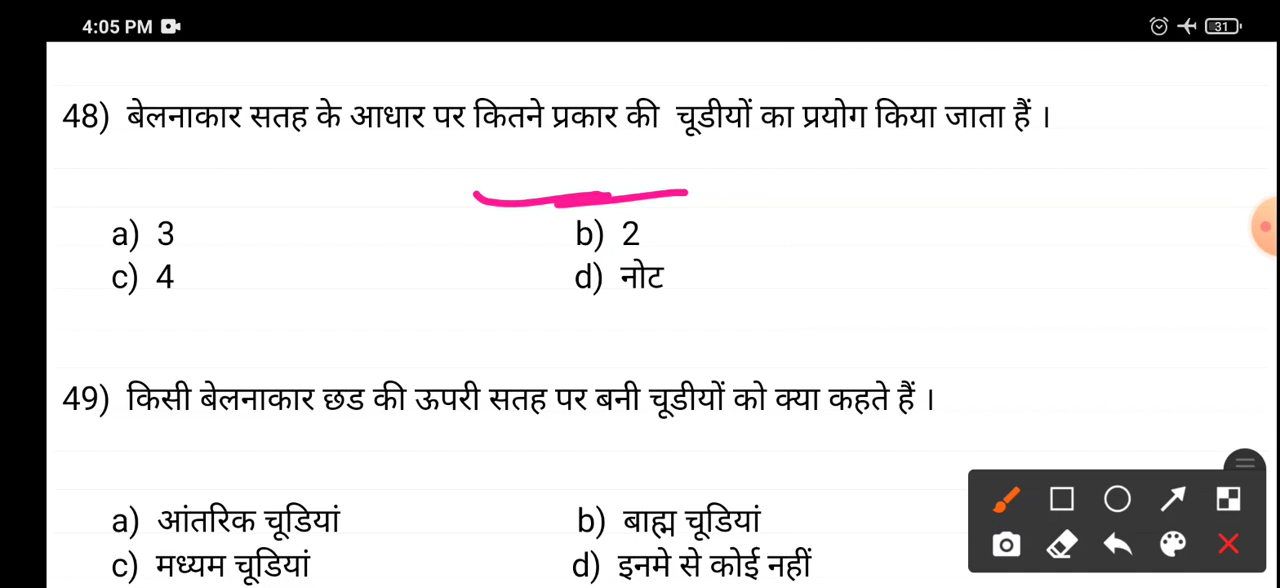 4:05 PM
31
48) बेलनाकार सतह के आधार पर कितने प्रकार की चूडीयों का प्रयोग किया जाता हैं ।
a) 3 b) 2
c) 4 d) नोट
49) किसी बेलनाकार छड की ऊपरी सतह पर बनी चूडीयों को क्या कहते हैं ।
a) आंतरिक चूडियां b) बाह्म चूडियां
c) मध्यम चूडियां d) इनमे से कोई नहीं